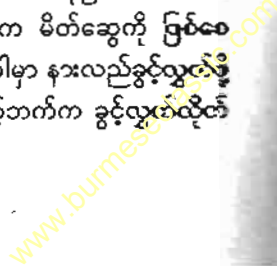 က မိတ်ဆွေကို ဖြစ်စေ
ါမှာ နားလည်ခွင့်လွှတ်ဖို့
ဘက်က ခွင့်လွှတ်လိုက်
www.burmeseclassic.com